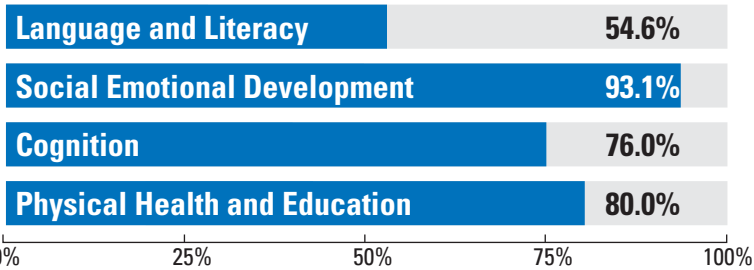 Language and Literacy 54.6%
Social Emotional Development 93.1%
Cognition 76.0%
Physical Health and Education 80.0%
0% 25% 50% 75% 100%